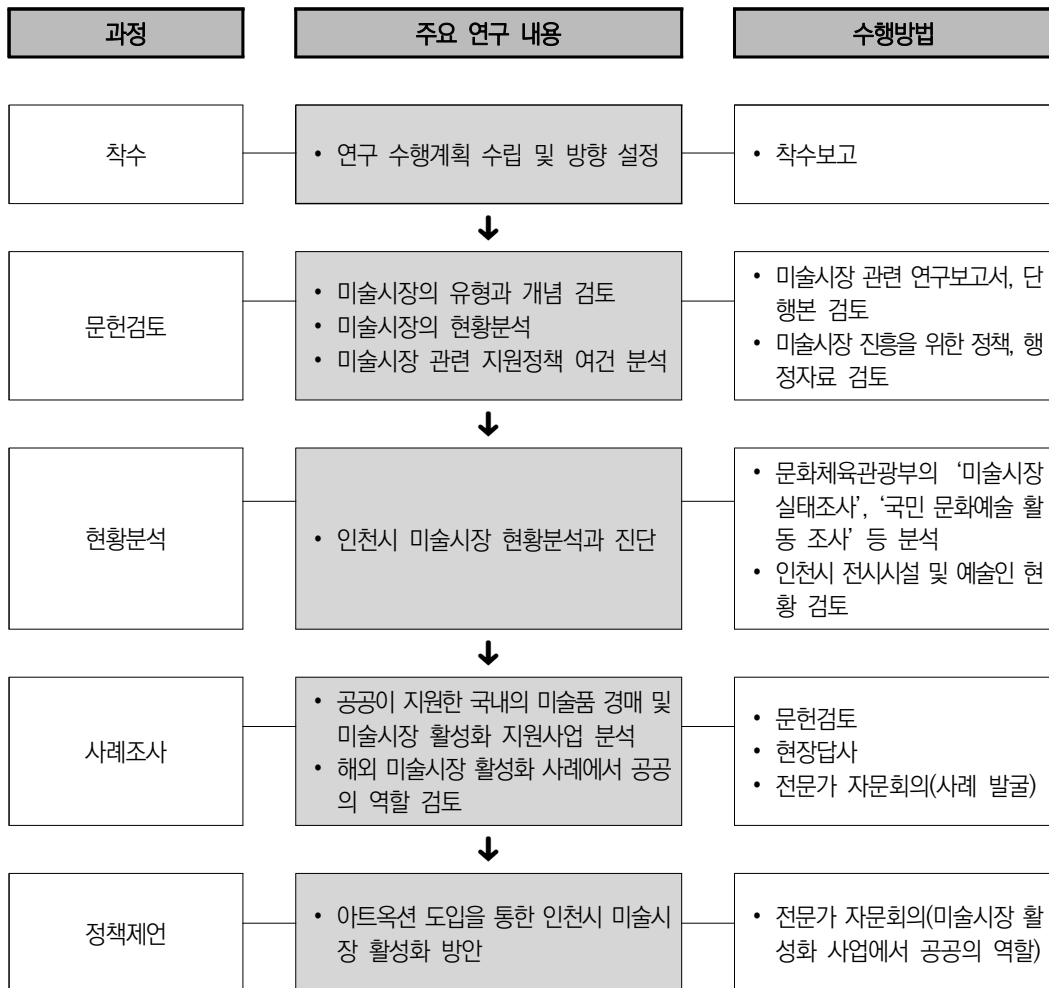 과정
주요 연구 내용
수행방법
착수
• 연구 수행계획 수립 및 방향 설정
• 착수보고
문헌검토
• 미술시장의 유형과 개념 검토
• 미술시장의 현황분석
• 미술시장 관련 지원정책 여건 분석
• 미술시장 관련 연구보고서, 단
행본 검토
• 미술시장 진흥을 위한 정책, 행
정자료 검토
현황분석
• 인천시 미술시장 현황분석과 진단
• 문화체육관광부의 ‘미술시장
실태조사’, ‘국민 문화예술 활
동 조사’ 등 분석
• 인천시 전시시설 및 예술인 현
황 검토
사례조사
• 공공이 지원한 국내의 미술품 경매 및
미술시장 활성화 지원사업 분석
• 해외 미술시장 활성화 사례에서 공공
의 역할 검토
• 문헌검토
• 현장답사
• 전문가 자문회의(사례 발굴)
정책제언
• 아트옥션 도입을 통한 인천시 미술시
장 활성화 방안
• 전문가 자문회의(미술시장 활
성화 사업에서 공공의 역할)